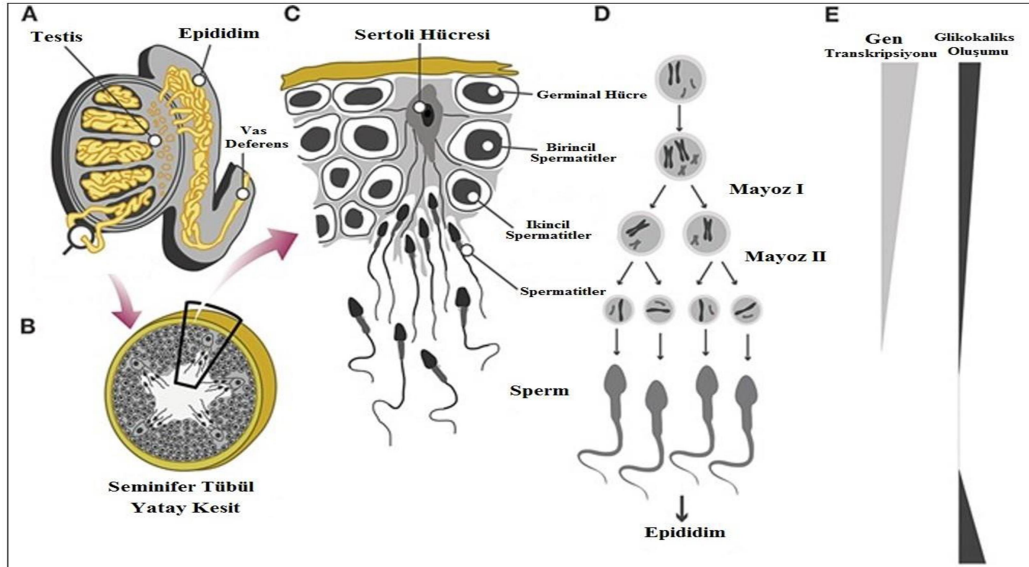 A
Testis
Epididim
Vas
Deferens
B
Seminifer Tübül
Yatay Kesit
C
Sertoli Hücresi
Germinal Hücre
Birincil
Spermatitler
Ikincil
Spermatitler
Spermatitler
Sperm
D
Mayoz I
Mayoz II
Epididim
E
Gen
Transkripsiyonu
Glikokaliks
Oluşumu